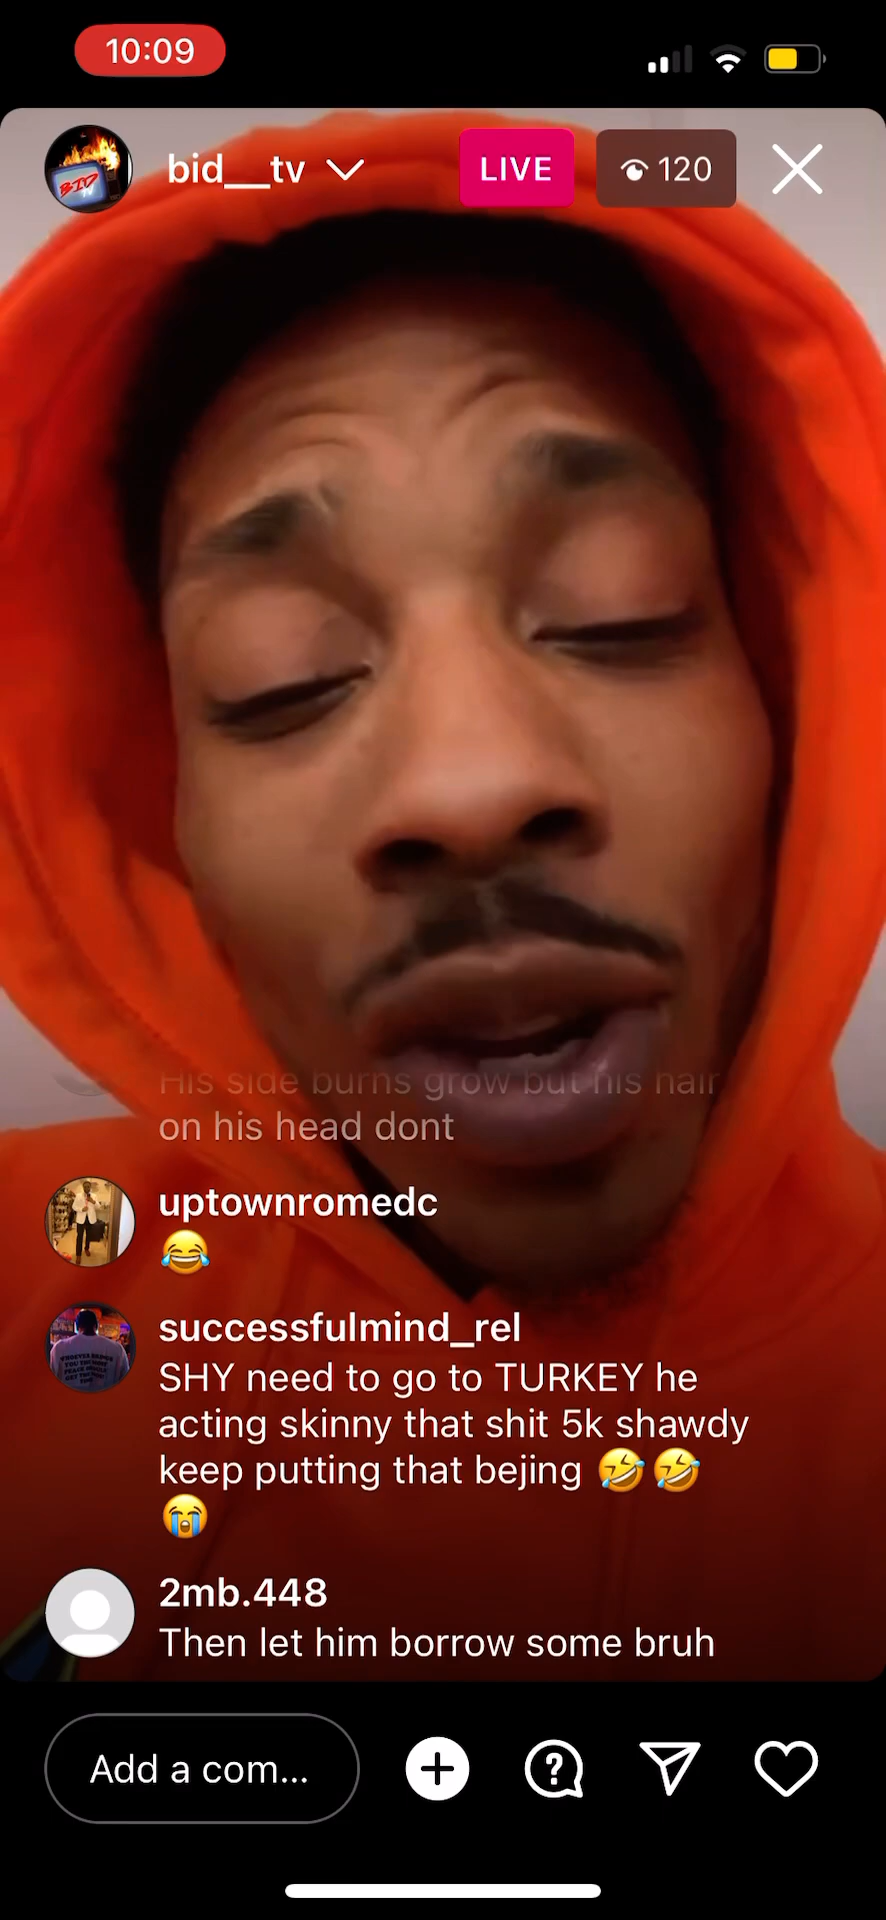 10:09
BID
bid__tv
LIVE
120
His side burns grow but his hair
on his head dont
uptownromedc
😂
successfulmind_rel
SHY need to go to TURKEY he
acting skinny that shit 5k shawdy
keep putting that bejing 🤣🤣
😭
2mb.448
Then let him borrow some bruh
Add a com...